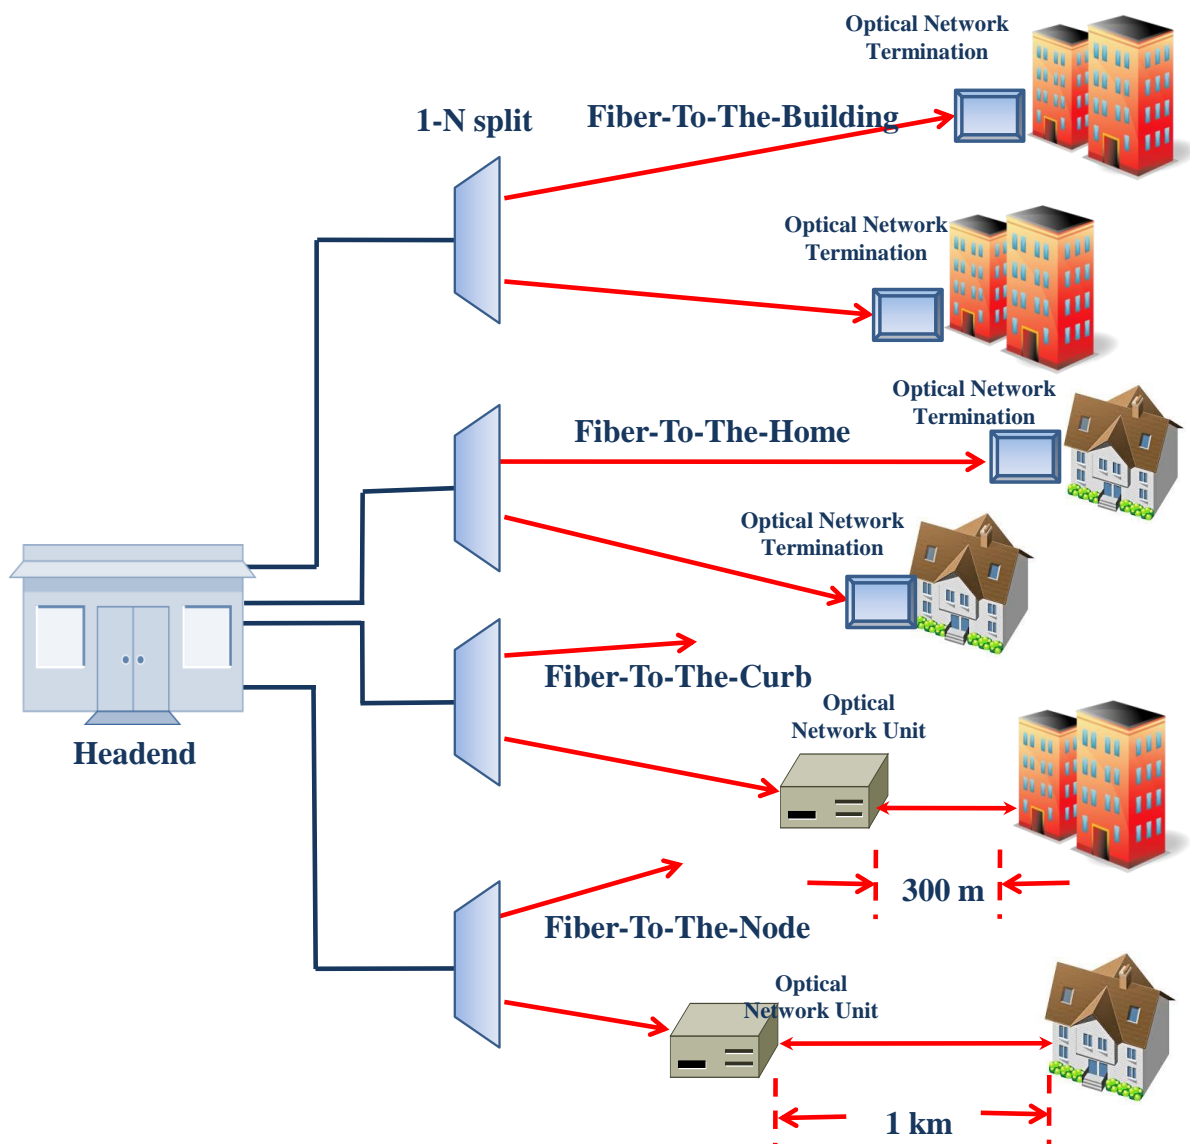 Optical Network
Termination
1-N split
Fiber-To-The-Building
Optical Network
Termination
Optical Network
Termination
Fiber-To-The-Home
Optical Network
Termination
Fiber-To-The-Curb
Optical
Network Unit
Headend
300 m
Fiber-To-The-Node
Optical
Network Unit
1 km